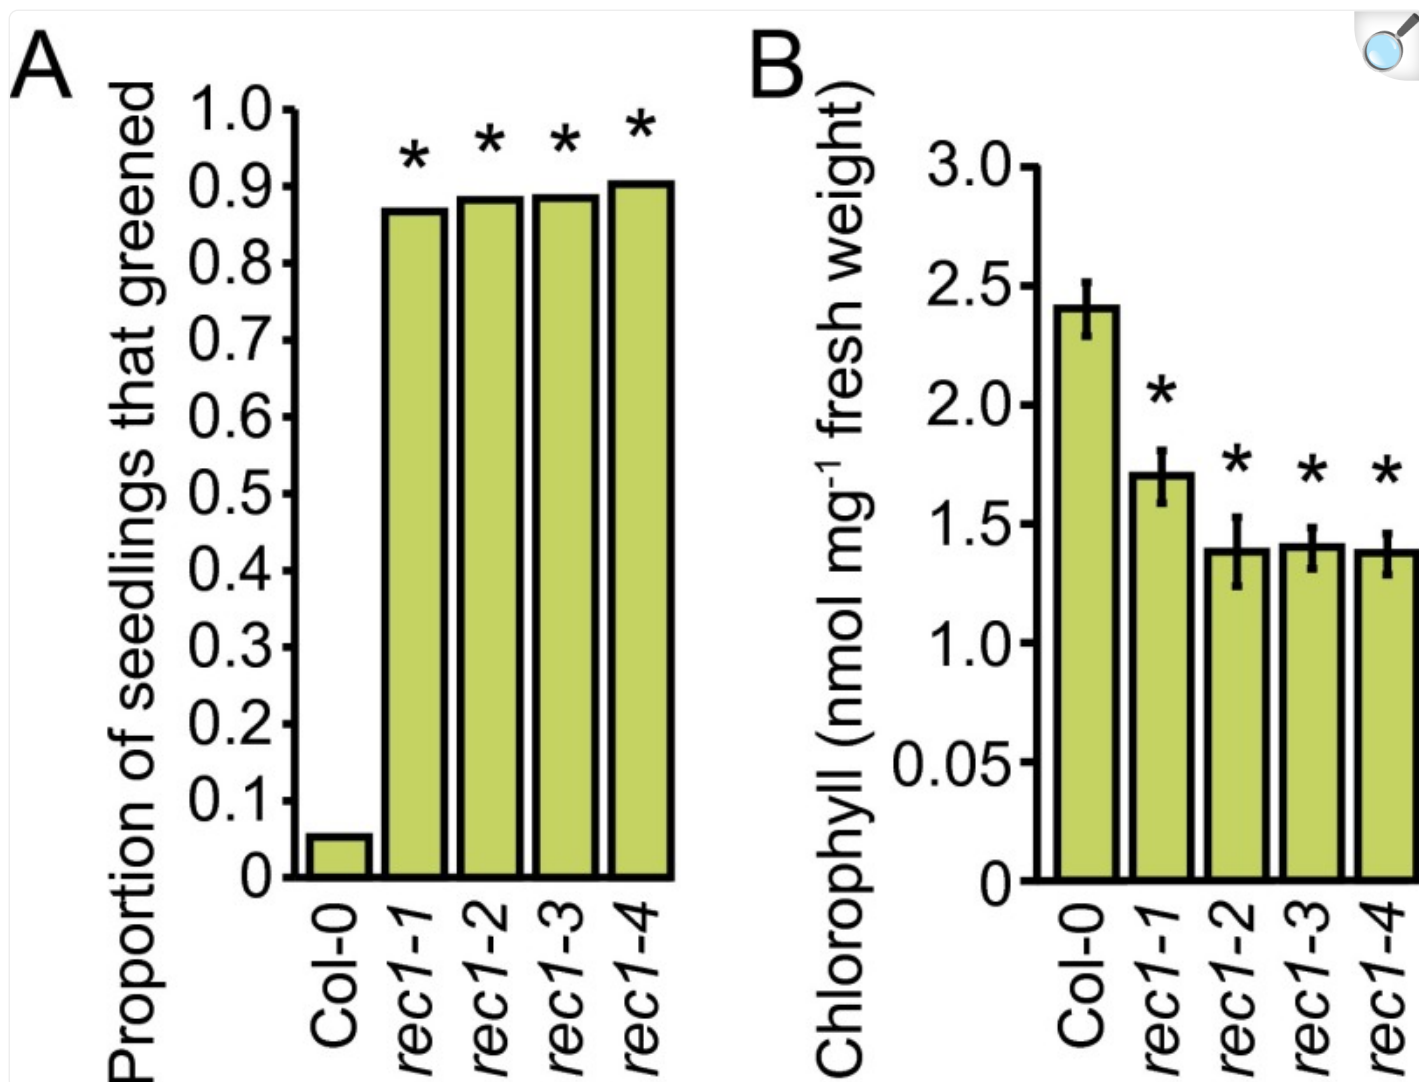 A
Proportion of seedlings that greened
1.0
0.9
0.8
0.7
0.6
0.5
0.4
0.3
0.2
0.1
0
* * * *
Col-0
rec1-1
rec1-2
rec1-3
rec1-4
B
Chlorophyll (nmol mg⁻¹ fresh weight)
3.0
2.5
2.0
1.5
1.0
0.05
0
* * * *
Col-0
rec1-1
rec1-2
rec1-3
rec1-4